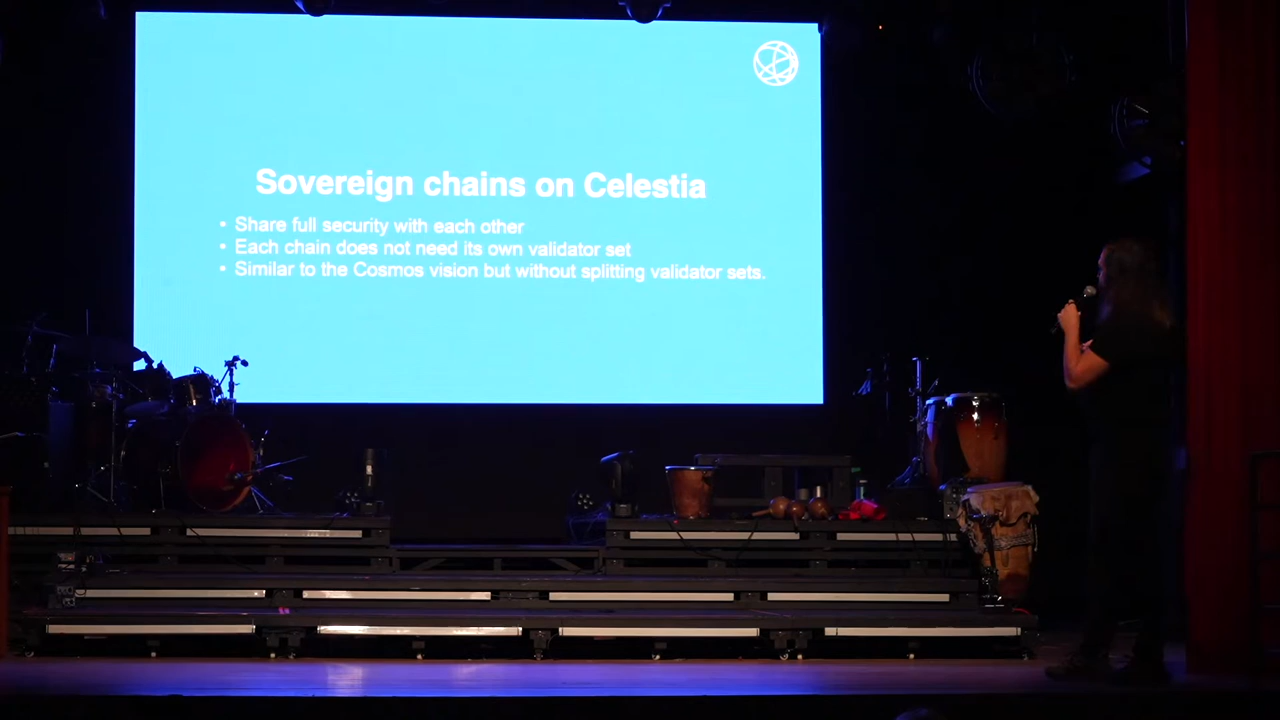 Sovereign chains on Celestia
• Share full security with each other
• Each chain does not need its own validator set
• Similar to the Cosmos vision but without splitting validator sets.